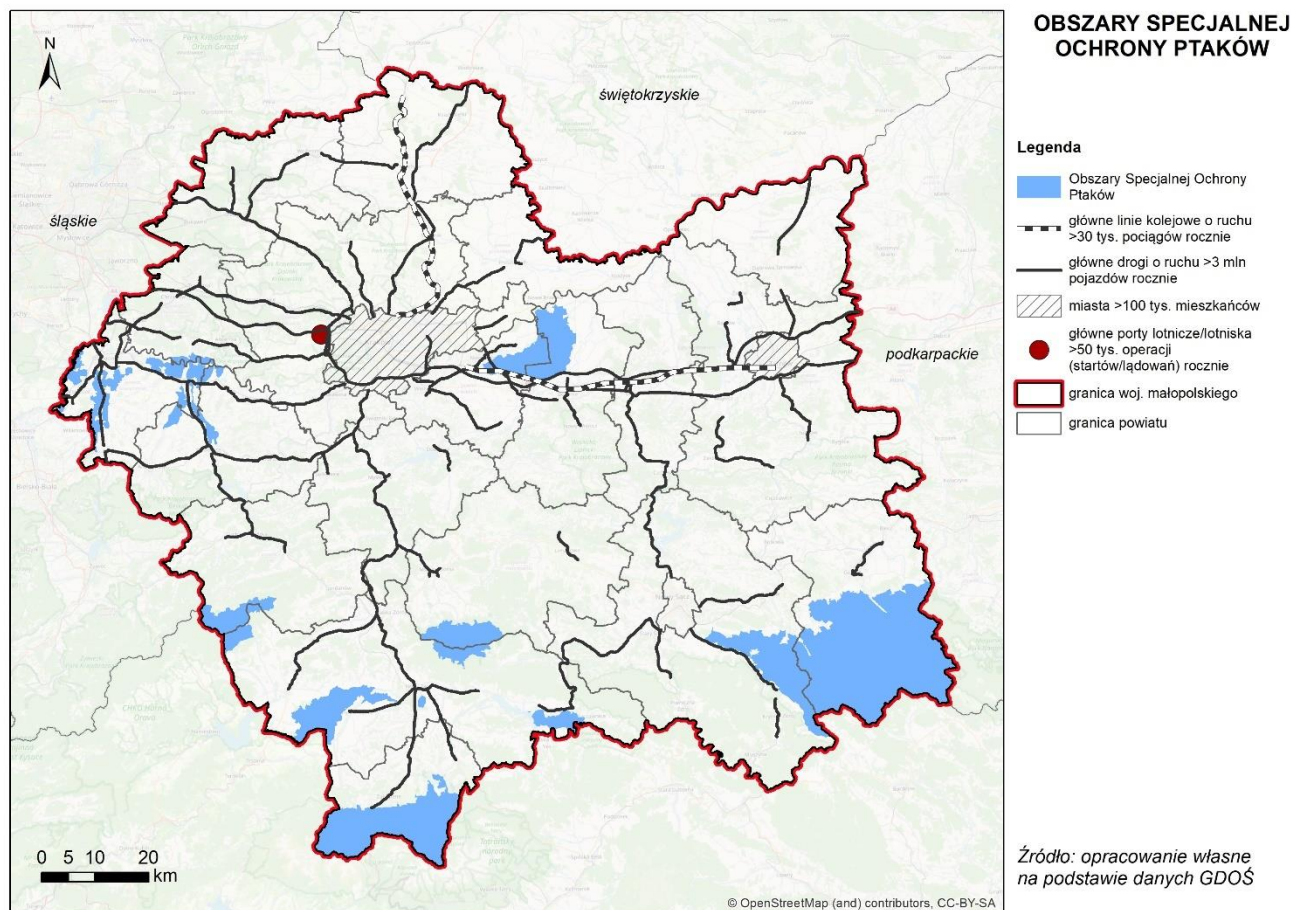 OBSZARY SPECJALNEJ
OCHRONY PTAKÓW
N
świętokrzyskie
śląskie
podkarpackie
Legenda
Obszary Specjalnej Ochrony
Ptaków
główne linie kolejowe o ruchu
>30 tys. pociągów rocznie
główne drogi o ruchu >3 mln
pojazdów rocznie
miasta >100 tys. mieszkańców
główne porty lotnicze/lotniska
>50 tys. operacji
(startów/lądowań) rocznie
granica woj. małopolskiego
granica powiatu
0 5 10 20
km
Źródło: opracowanie własne
na podstawie danych GDOŚ
© OpenStreetMap (and) contributors, CC-BY-SA